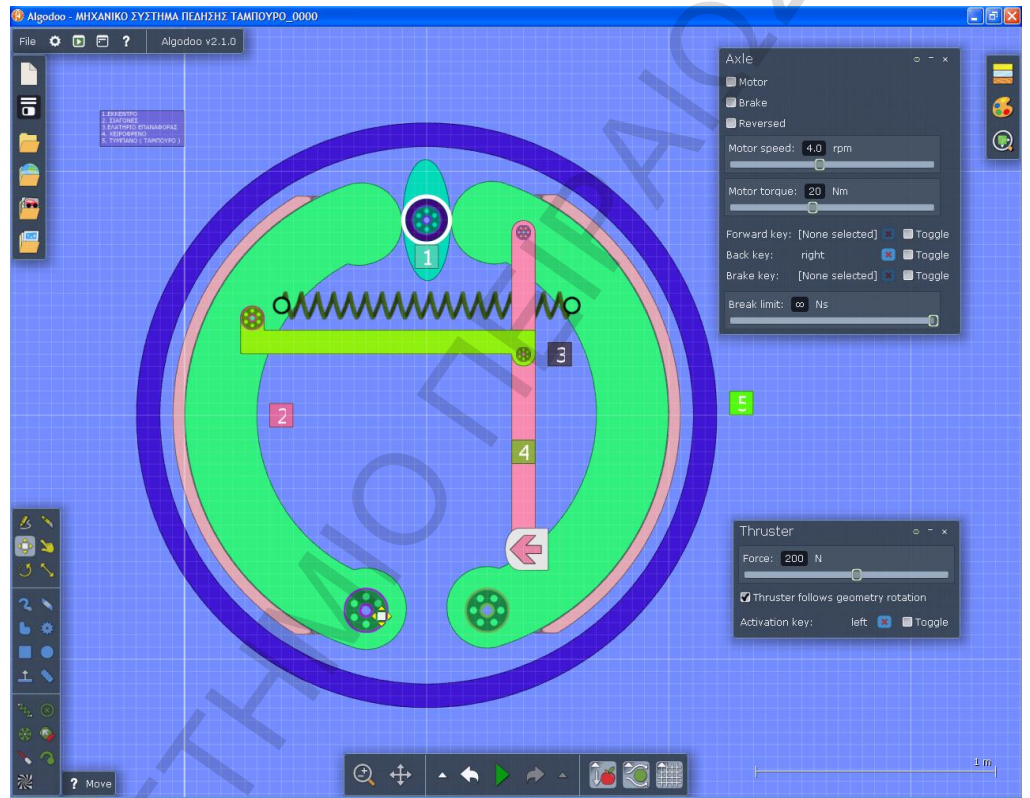 Algodoo - ΜΗΧΑΝΙΚΟ ΣΥΣΤΗΜΑ ΠΕΔΗΣΗΣ ΤΑΜΠΟΥΡΟ_0000
File ? Algodoo v2.1.0
1.ΕΚΚΕΝΤΡΟ
2. ΣΙΑΓΟΝΕΣ
3.ΕΛΑΤΗΡΙΟ ΕΠΑΝΑΦΟΡΑΣ
4. ΧΕΙΡΟΦΡΕΝΟ
5. ΤΥΜΠΑΝΟ ( ΤΑΜΠΟΥΡΟ )
1
2
3
4
5
Axle
Motor
Brake
Reversed
Motor speed: 4.0 rpm
Motor torque: 20 Nm
Forward key: [None selected] Toggle
Back key: right Toggle
Brake key: [None selected] Toggle
Break limit: ∞ Ns
Thruster
Force: 200 N
Thruster follows geometry rotation
Activation key: left Toggle
? Move
1 m